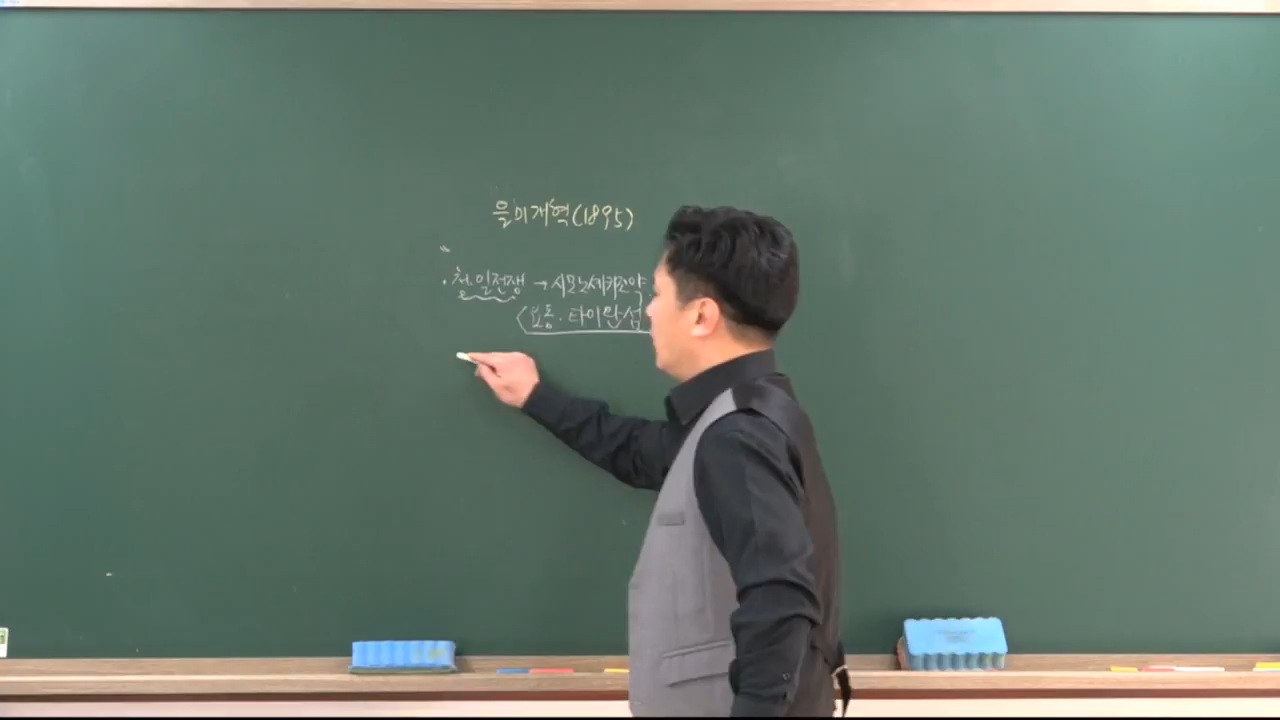 을미개혁(1895)
· 청.일전쟁 → 시모노세키조약
(요동. 타이완섬